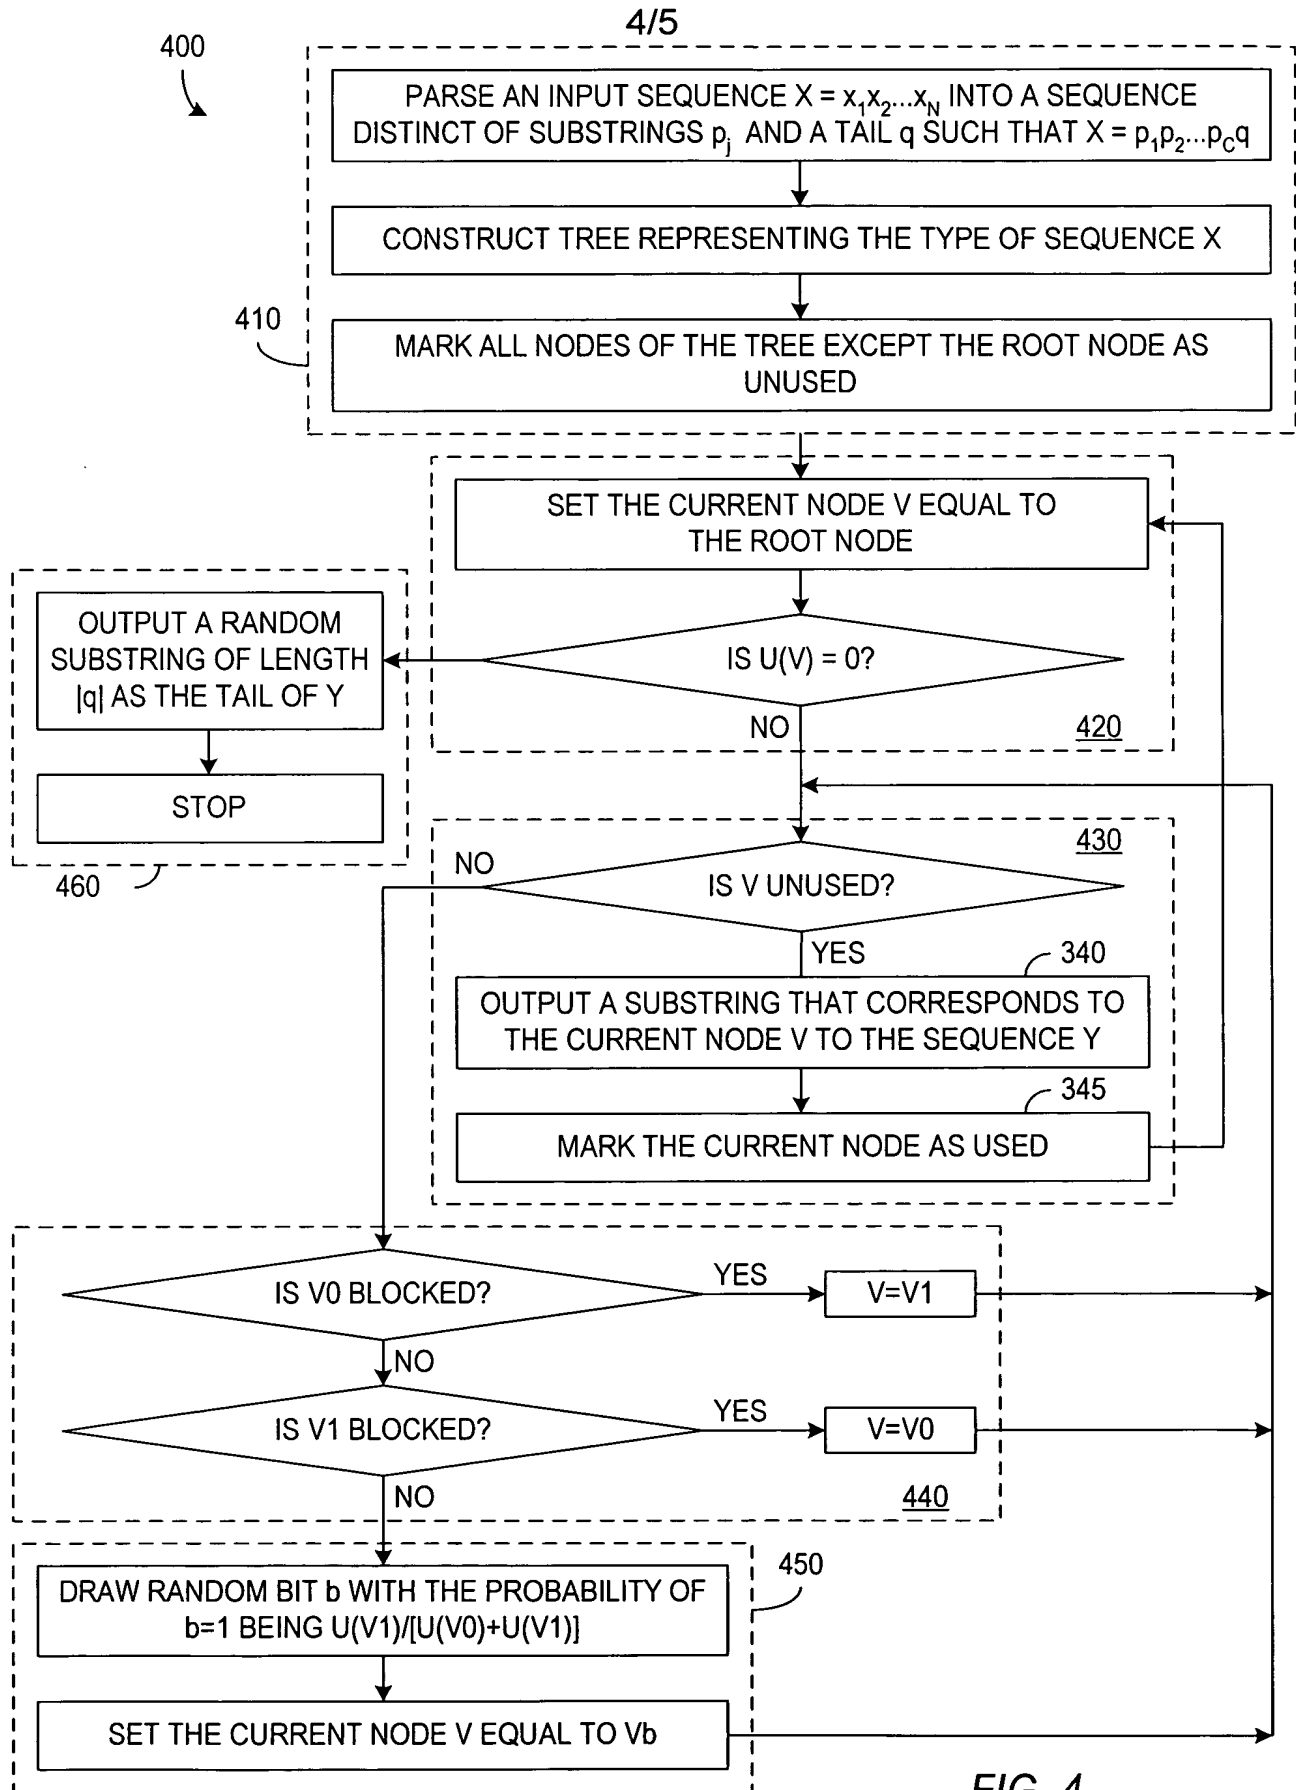 4/5
400
PARSE AN INPUT SEQUENCE X = x₁x₂...x_N INTO A SEQUENCE
DISTINCT OF SUBSTRINGS p_j AND A TAIL q SUCH THAT X = p₁p₂...p_Cq
CONSTRUCT TREE REPRESENTING THE TYPE OF SEQUENCE X
410
MARK ALL NODES OF THE TREE EXCEPT THE ROOT NODE AS
UNUSED
SET THE CURRENT NODE V EQUAL TO
THE ROOT NODE
OUTPUT A RANDOM
SUBSTRING OF LENGTH
|q| AS THE TAIL OF Y
IS U(V) = 0?
NO
420
STOP
460
430
NO
IS V UNUSED?
YES
340
OUTPUT A SUBSTRING THAT CORRESPONDS TO
THE CURRENT NODE V TO THE SEQUENCE Y
345
MARK THE CURRENT NODE AS USED
IS V0 BLOCKED?
YES
V=V1
NO
IS V1 BLOCKED?
YES
V=V0
NO
440
450
DRAW RANDOM BIT b WITH THE PROBABILITY OF
b=1 BEING U(V1)/[U(V0)+U(V1)]
SET THE CURRENT NODE V EQUAL TO Vb
FIG. 4